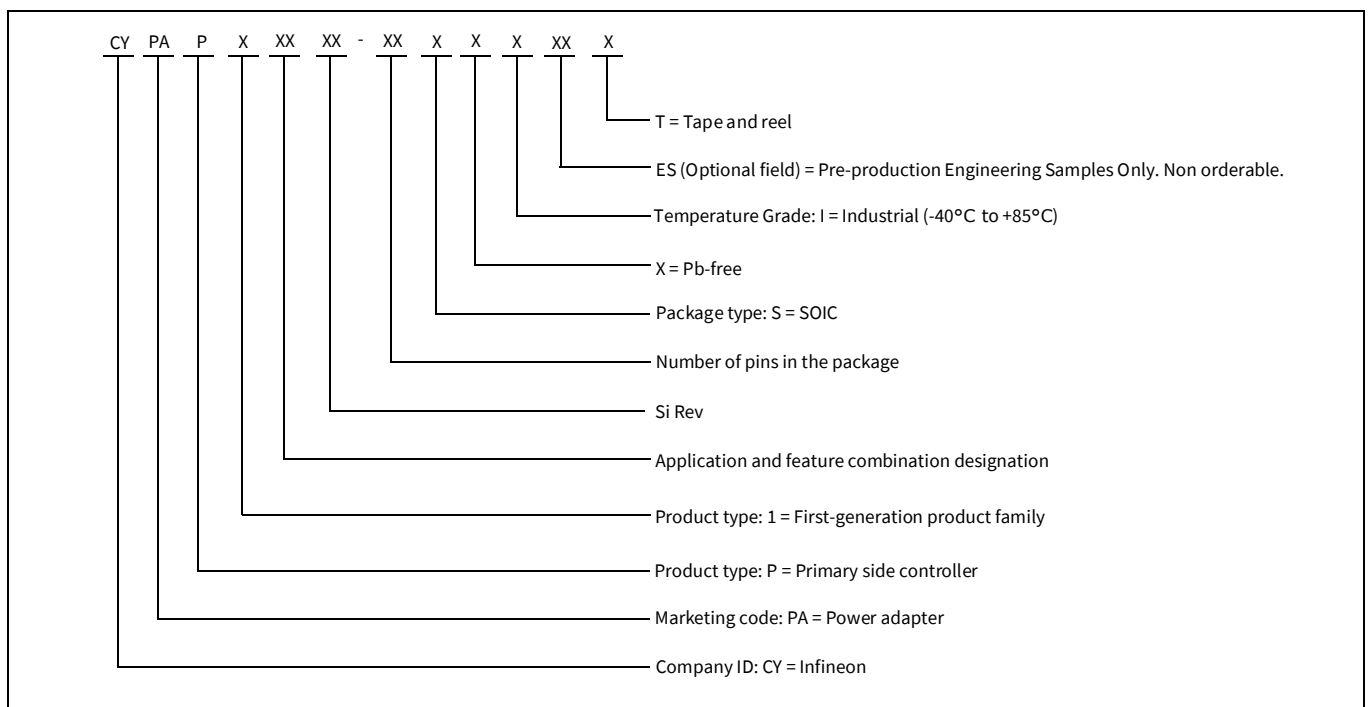 CY PA P X XX XX - XX X X X XX X
T = Tape and reel
ES (Optional field) = Pre-production Engineering Samples Only. Non orderable.
Temperature Grade: I = Industrial (-40°C to +85°C)
X = Pb-free
Package type: S = SOIC
Number of pins in the package
Si Rev
Application and feature combination designation
Product type: 1 = First-generation product family
Product type: P = Primary side controller
Marketing code: PA = Power adapter
Company ID: CY = Infineon